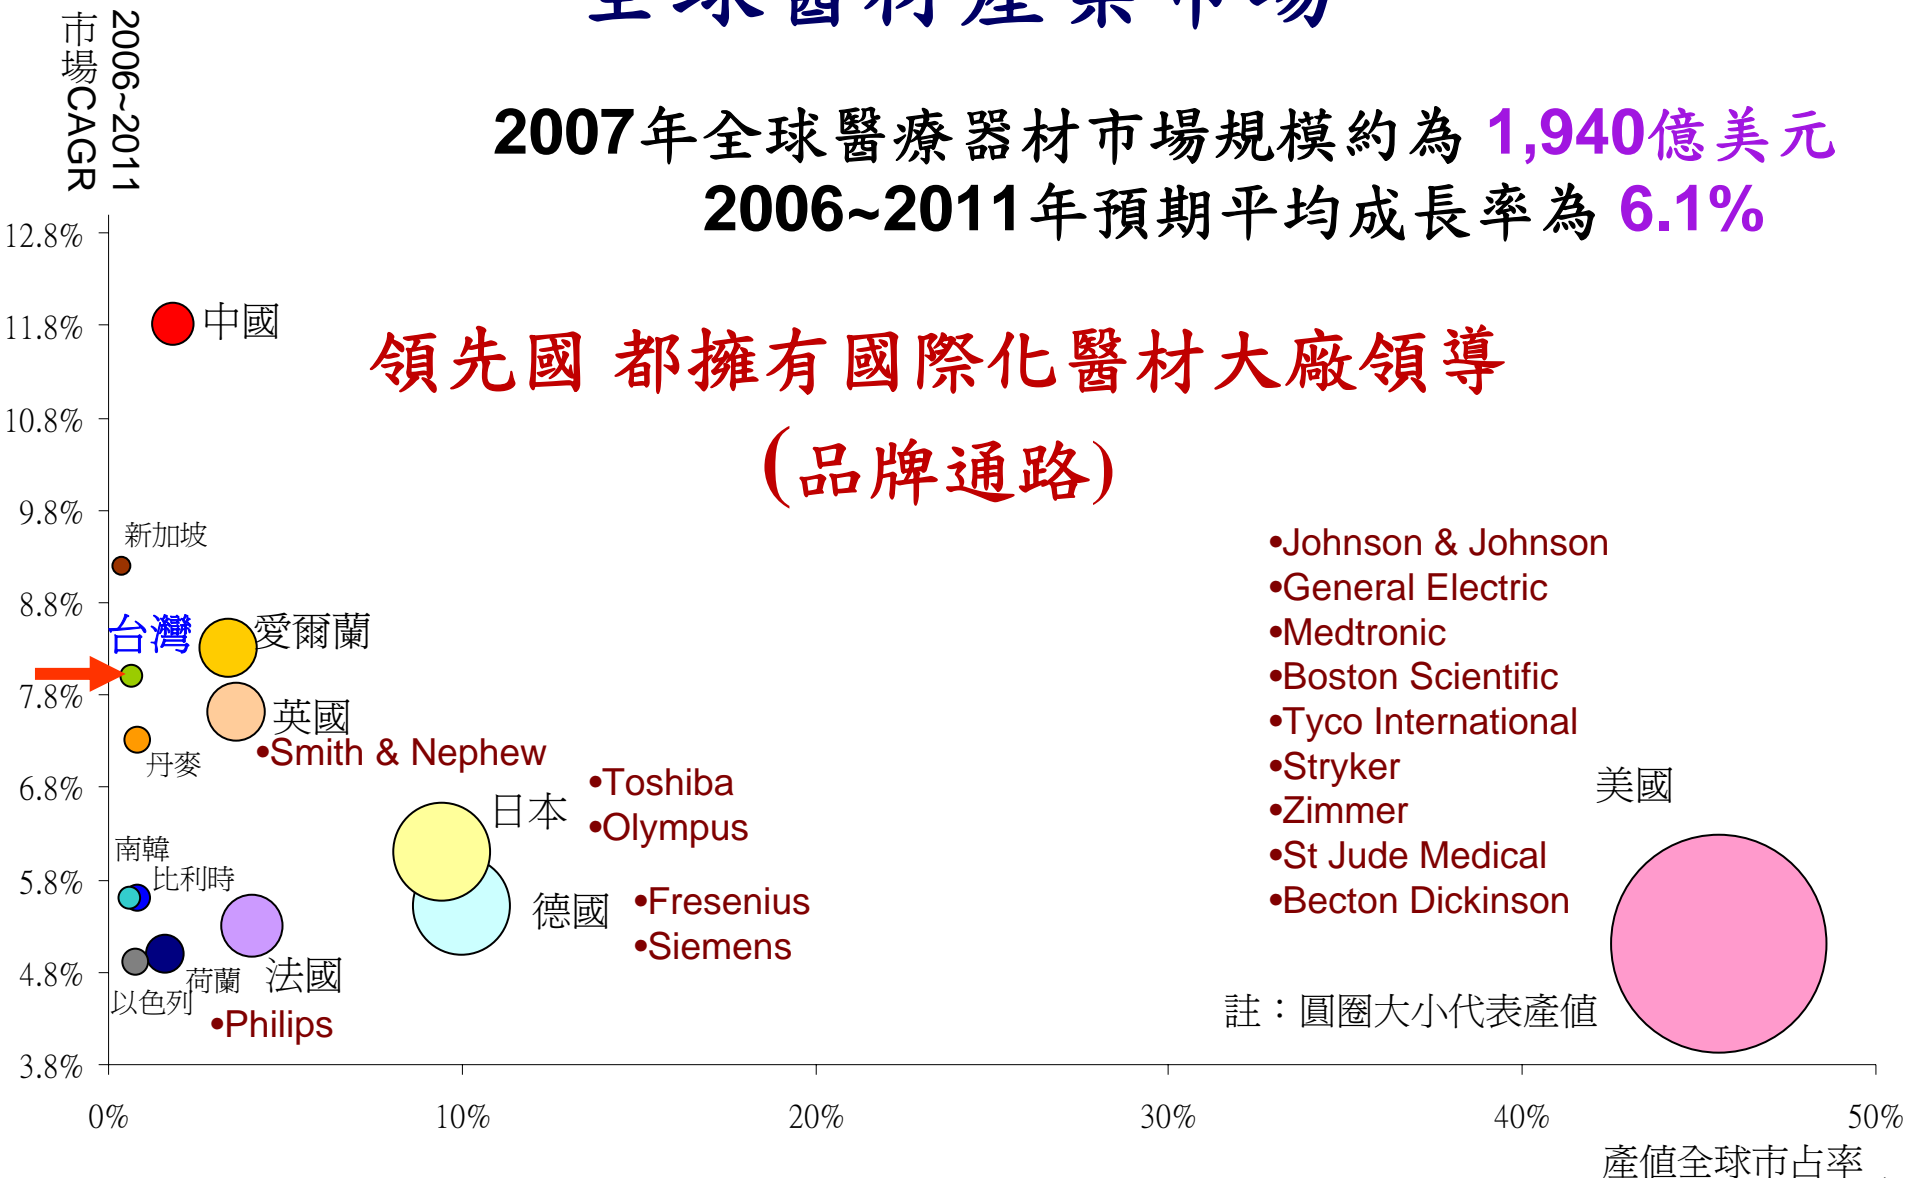 全球醫材產業市場
2006~2011
市場CAGR
2007年全球醫療器材市場規模約為 1,940億美元
2006~2011年預期平均成長率為 6.1%
12.8%
中國
11.8%
領先國 都擁有國際化醫材大廠領導
10.8%
(品牌通路)
9.8%
新加坡
8.8%
台灣
愛爾蘭
7.8%
英國
•Smith & Nephew
丹麥
6.8%
日本
•Toshiba
•Olympus
南韓
比利時
5.8%
德國
•Fresenius
•Siemens
4.8%
以色列
荷蘭
法國
•Philips
3.8%
•Johnson & Johnson
•General Electric
•Medtronic
•Boston Scientific
•Tyco International
•Stryker
•Zimmer
•St Jude Medical
•Becton Dickinson
美國
註：圓圈大小代表產值
0% 10% 20% 30% 40% 50%
產值全球市占率